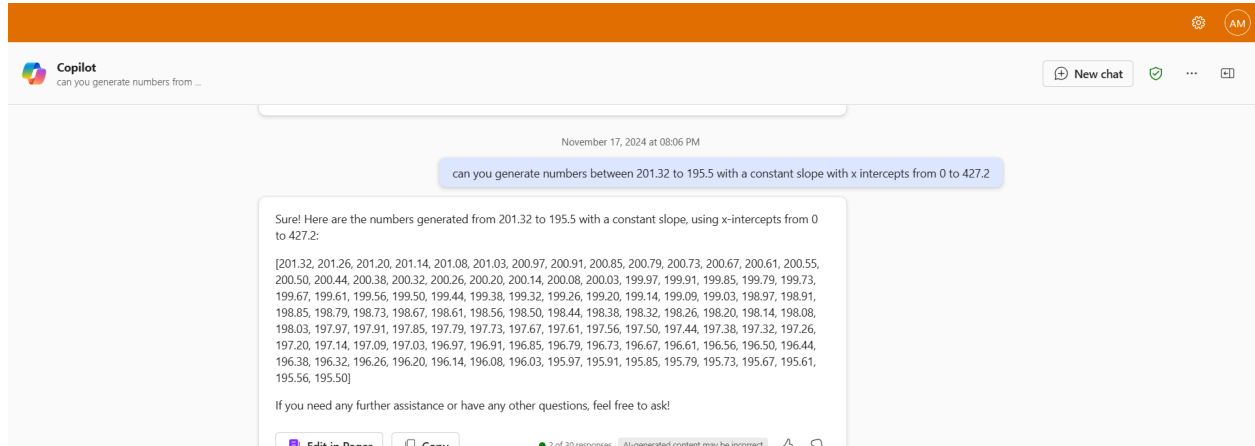 AM
Copilot
can you generate numbers from ...
New chat
November 17, 2024 at 08:06 PM
can you generate numbers between 201.32 to 195.5 with a constant slope with x intercepts from 0 to 427.2
Sure! Here are the numbers generated from 201.32 to 195.5 with a constant slope, using x-intercepts from 0
to 427.2:
[201.32, 201.26, 201.20, 201.14, 201.08, 201.03, 200.97, 200.91, 200.85, 200.79, 200.73, 200.67, 200.61, 200.55,
200.50, 200.44, 200.38, 200.32, 200.26, 200.20, 200.14, 200.08, 200.03, 199.97, 199.91, 199.85, 199.79, 199.73,
199.67, 199.61, 199.56, 199.50, 199.44, 199.38, 199.32, 199.26, 199.20, 199.14, 199.09, 199.03, 198.97, 198.91,
198.85, 198.79, 198.73, 198.67, 198.61, 198.56, 198.50, 198.44, 198.38, 198.32, 198.26, 198.20, 198.14, 198.08,
198.03, 197.97, 197.91, 197.85, 197.79, 197.73, 197.67, 197.61, 197.56, 197.50, 197.44, 197.38, 197.32, 197.26,
197.20, 197.14, 197.09, 197.03, 196.97, 196.91, 196.85, 196.79, 196.73, 196.67, 196.61, 196.56, 196.50, 196.44,
196.38, 196.32, 196.26, 196.20, 196.14, 196.08, 196.03, 195.97, 195.91, 195.85, 195.79, 195.73, 195.67, 195.61,
195.56, 195.50]
If you need any further assistance or have any other questions, feel free to ask!
Edit in Pages Copy 2 of 30 responses AI-generated content may be incorrect